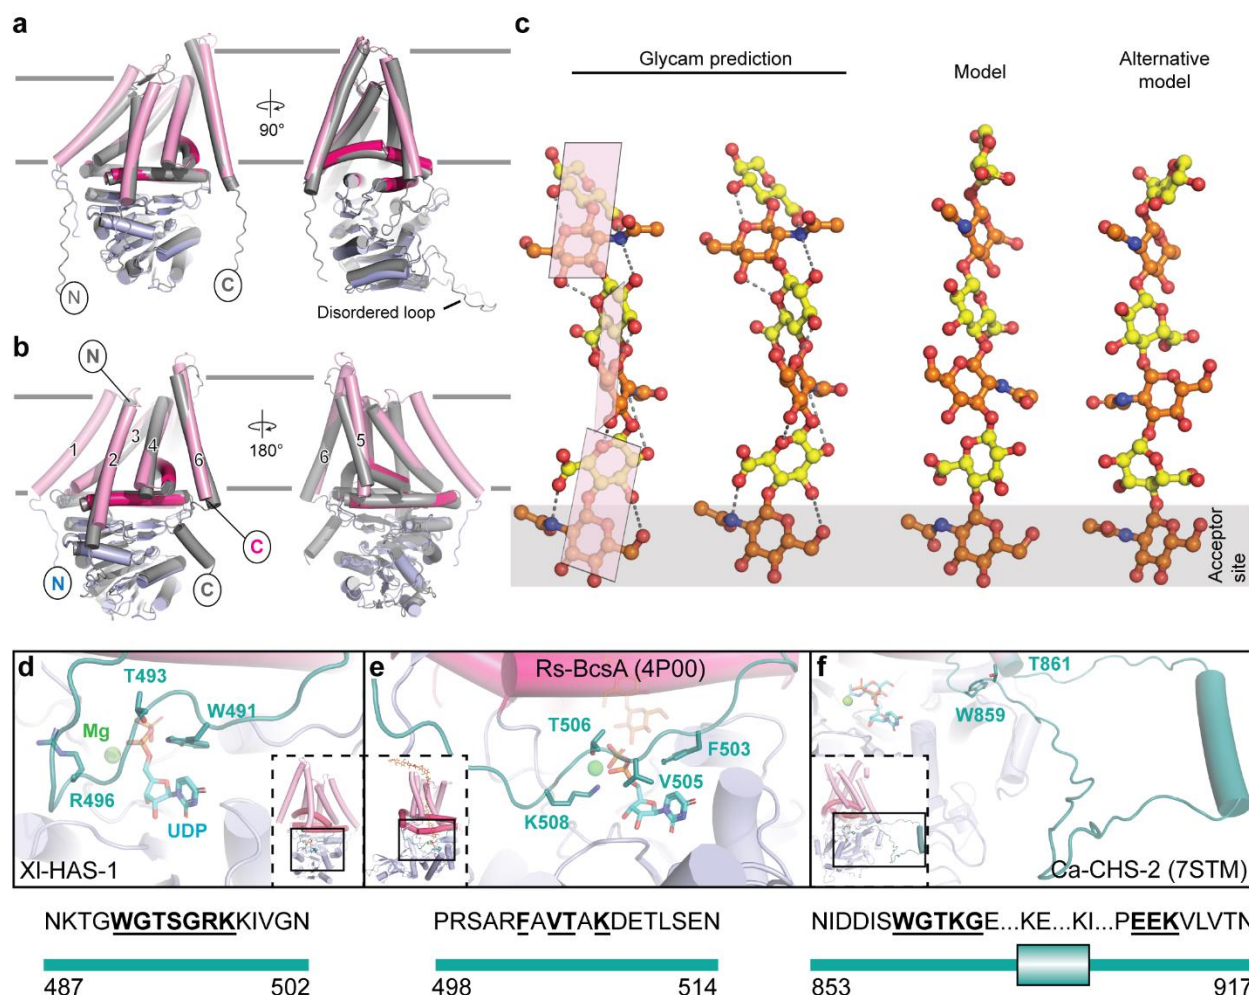 a
90°
N
C
Disordered loop
b
N
1
2
3
4
6
180°
5
6
N
C
C
c
Glycam prediction
Model
Alternative
model
Acceptor
site
d
T493
W491
Mg
R496
UDP
Xl-HAS-1
e
Rs-BcsA (4P00)
T506
F503
V505
K508
f
T861
W859
Ca-CHS-2 (7STM)
NKTGWGTSGRKKIVGN
487 502
PRSARFAVTAKDETLSEN
498 514
NIDDISWGTKGE...KE...KI...PEEKVLVTN
853 917